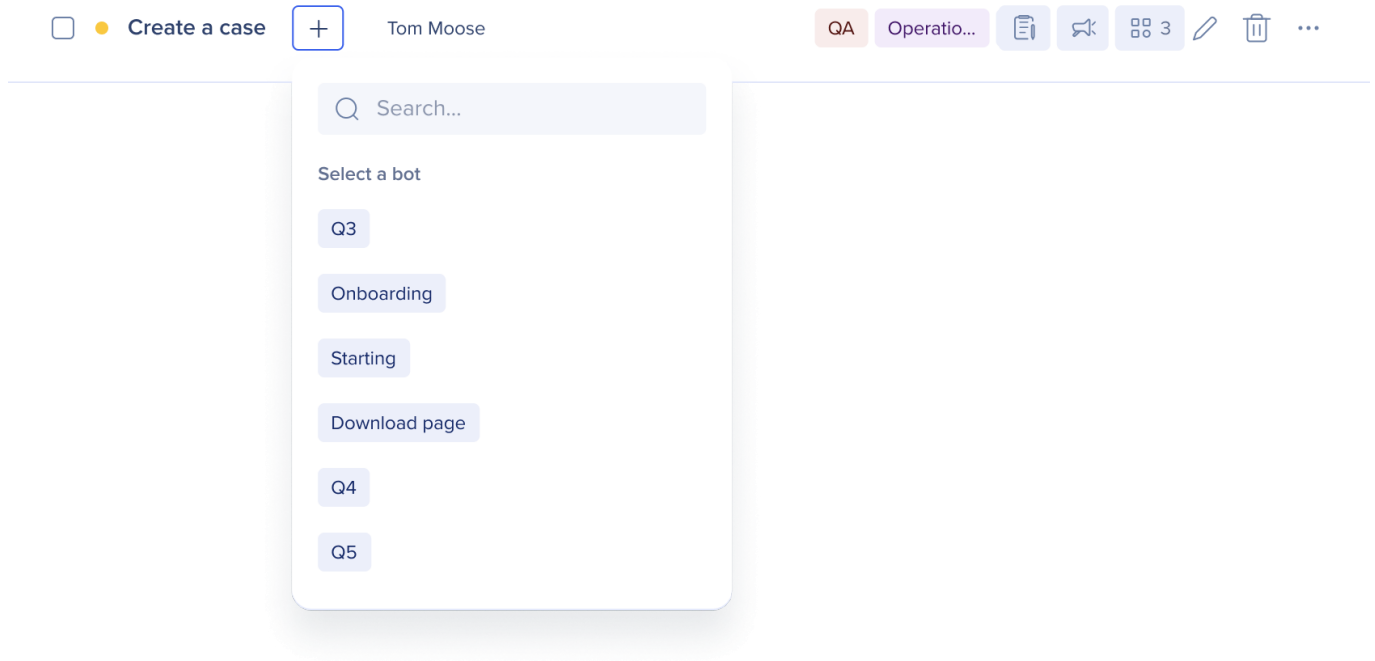 Create a case
Tom Moose
QA
Operatio...
3
Search...
Select a bot
Q3
Onboarding
Starting
Download page
Q4
Q5